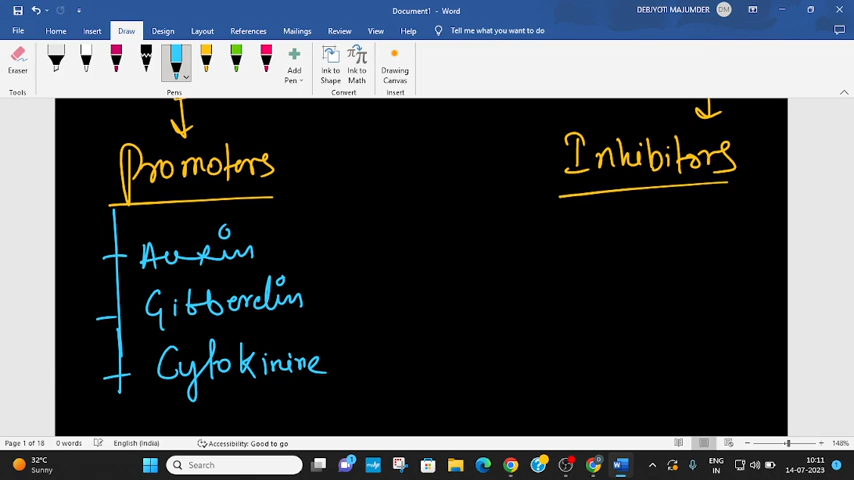 Document1 - Word
DEBJYOTI MAJUMDER
DM
File
Home
Insert
Draw
Design
Layout
References
Mailings
Review
View
Help
Tell me what you want to do
Eraser
Add
Pen
Ink to
Shape
Ink to
Math
Drawing
Canvas
Tools
Pens
Convert
Insert
Promoters
Inhibitors
Auxin
Gibberelin
Cytokinine
Page 1 of 18
0 words
English (India)
Accessibility: Good to go
148%
32°C
Sunny
Search
ENG
IN
10:11
14-07-2023